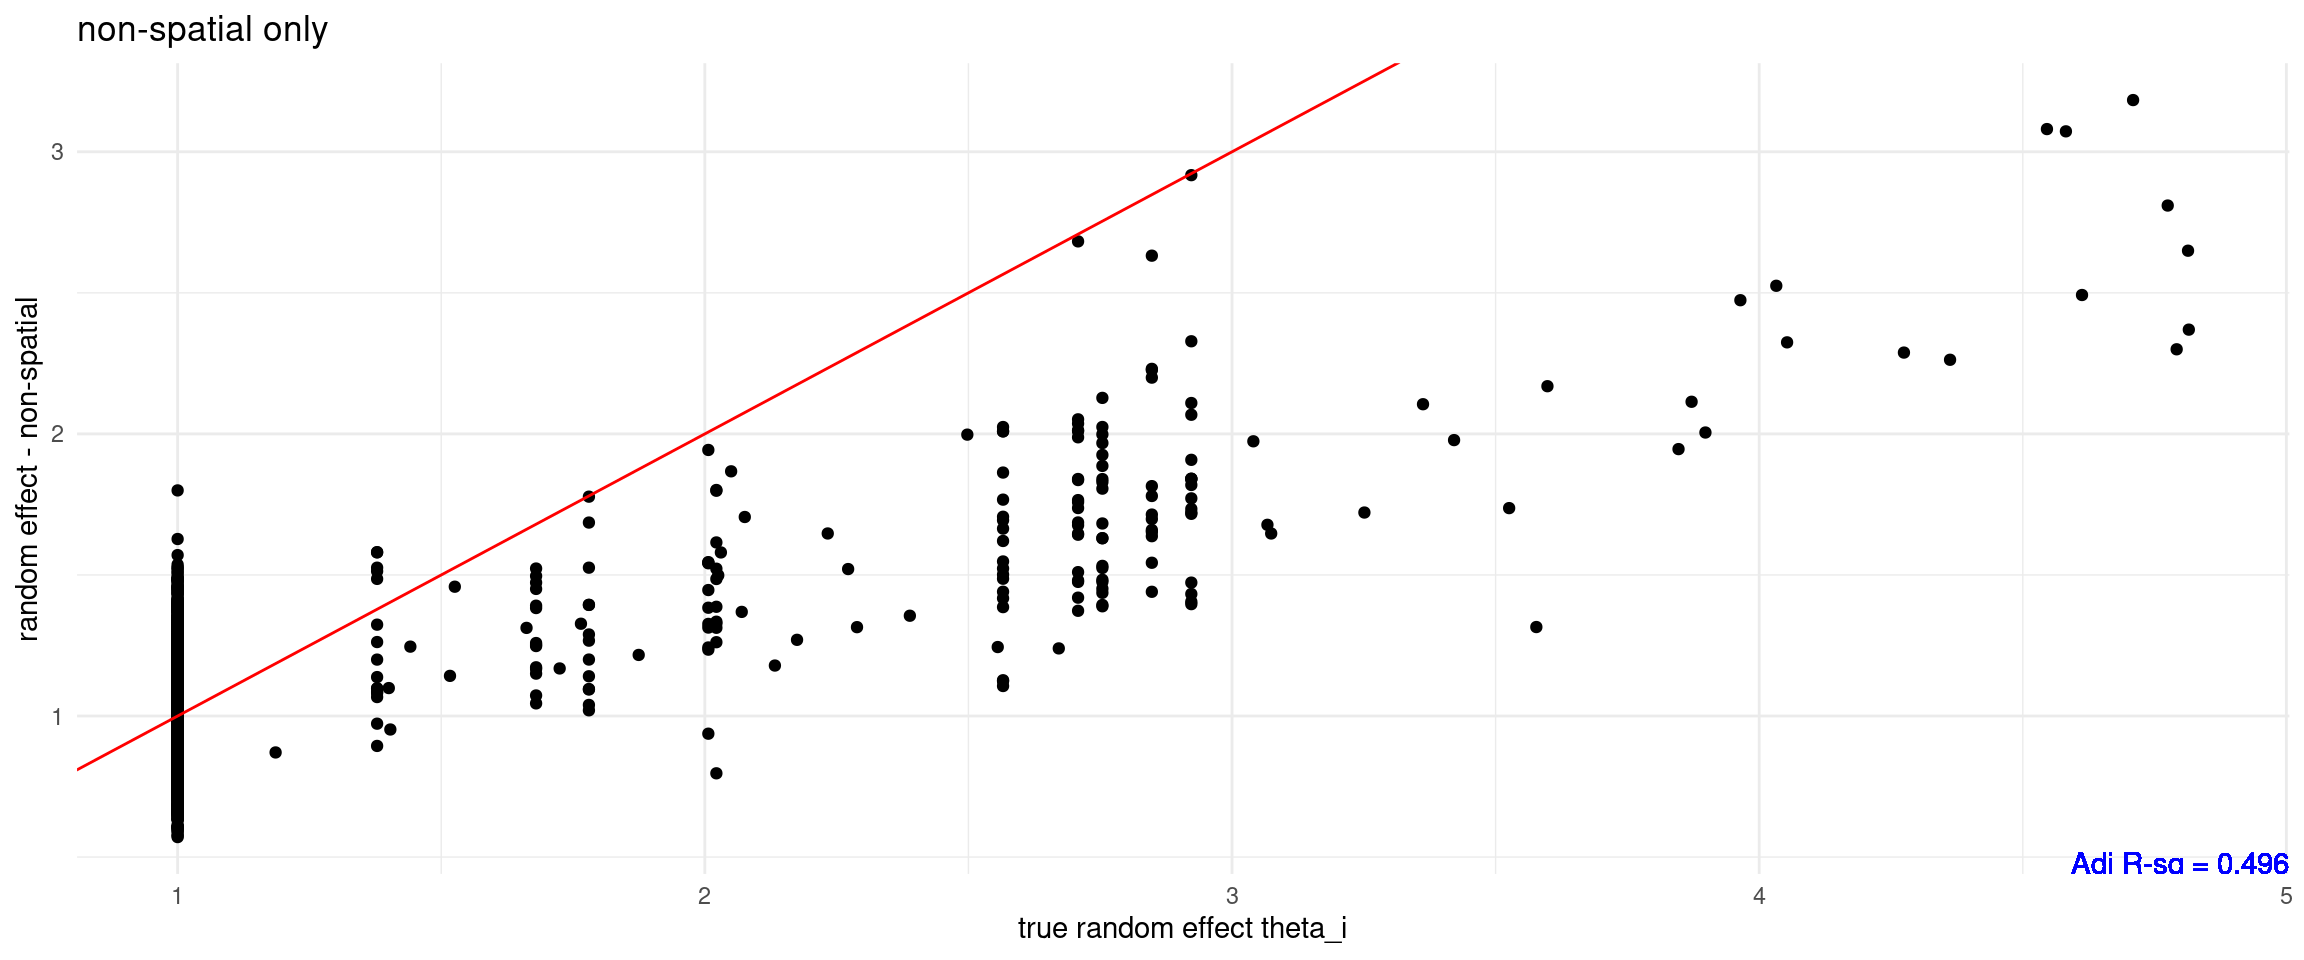 non-spatial only
random effect - non-spatial
3
2
1
Adj R-sq = 0.496
1 2 3 4 5
true random effect theta_i